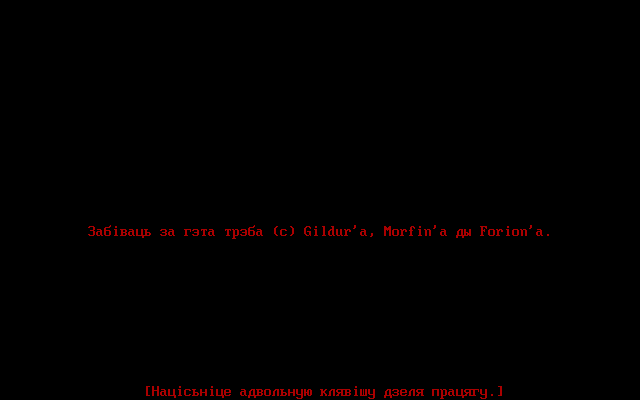 Забіваць за гэта трэба (c) Gildur'а, Morfin'а ды Forion'а.
[Націсьніце адвольную клявішу дзеля працягу.]